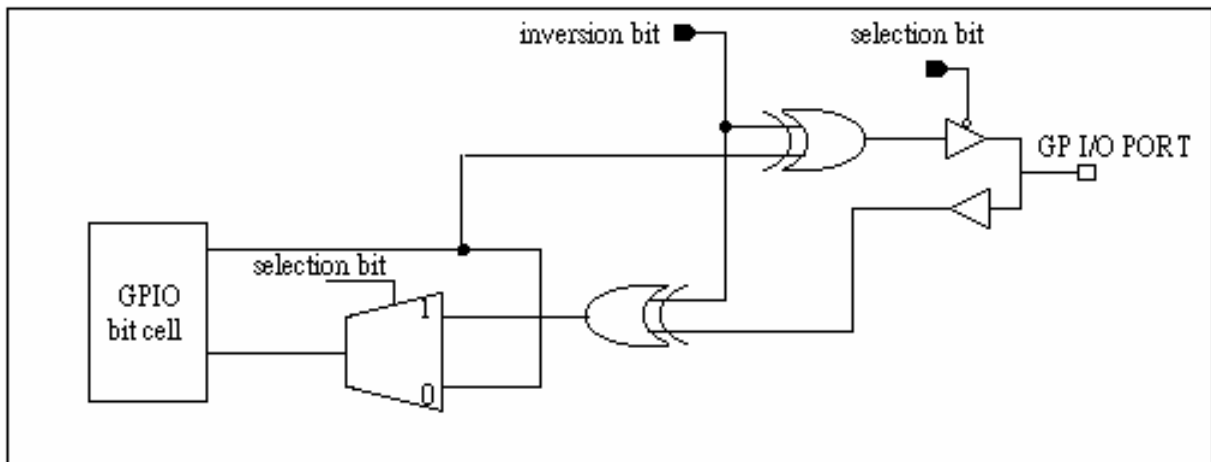 inversion bit
selection bit
GP I/O PORT
selection bit
GPIO
bit cell
1
0